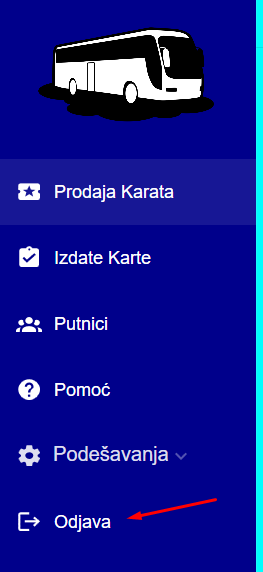 Prodaja Karata
Izdate Karte
Putnici
Pomoć
Podešavanja
Odjava